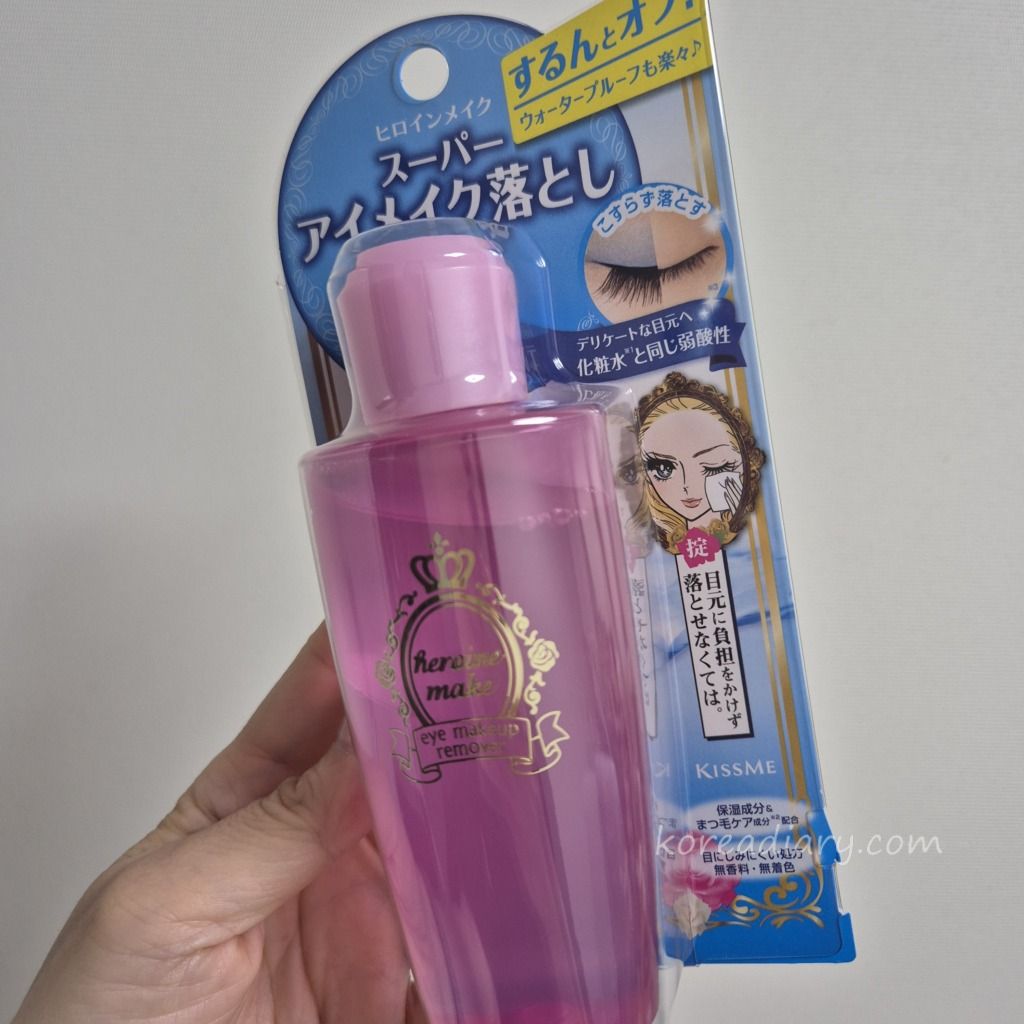 するんとオフ!
ウォータープルーフも楽々♪
ヒロインメイク
スーパー
アイメイク落とし
こすらず落とす
※3
デリケートな目元へ
化粧水※1と同じ弱酸性
掟
目元に負担をかけず
落とせなくては。
heroine
make
eye makeup
remover
KISSME
保湿成分&
まつ毛ケア成分※2配合
koreadiary.com
目にしみにくい処方
無香料・無着色